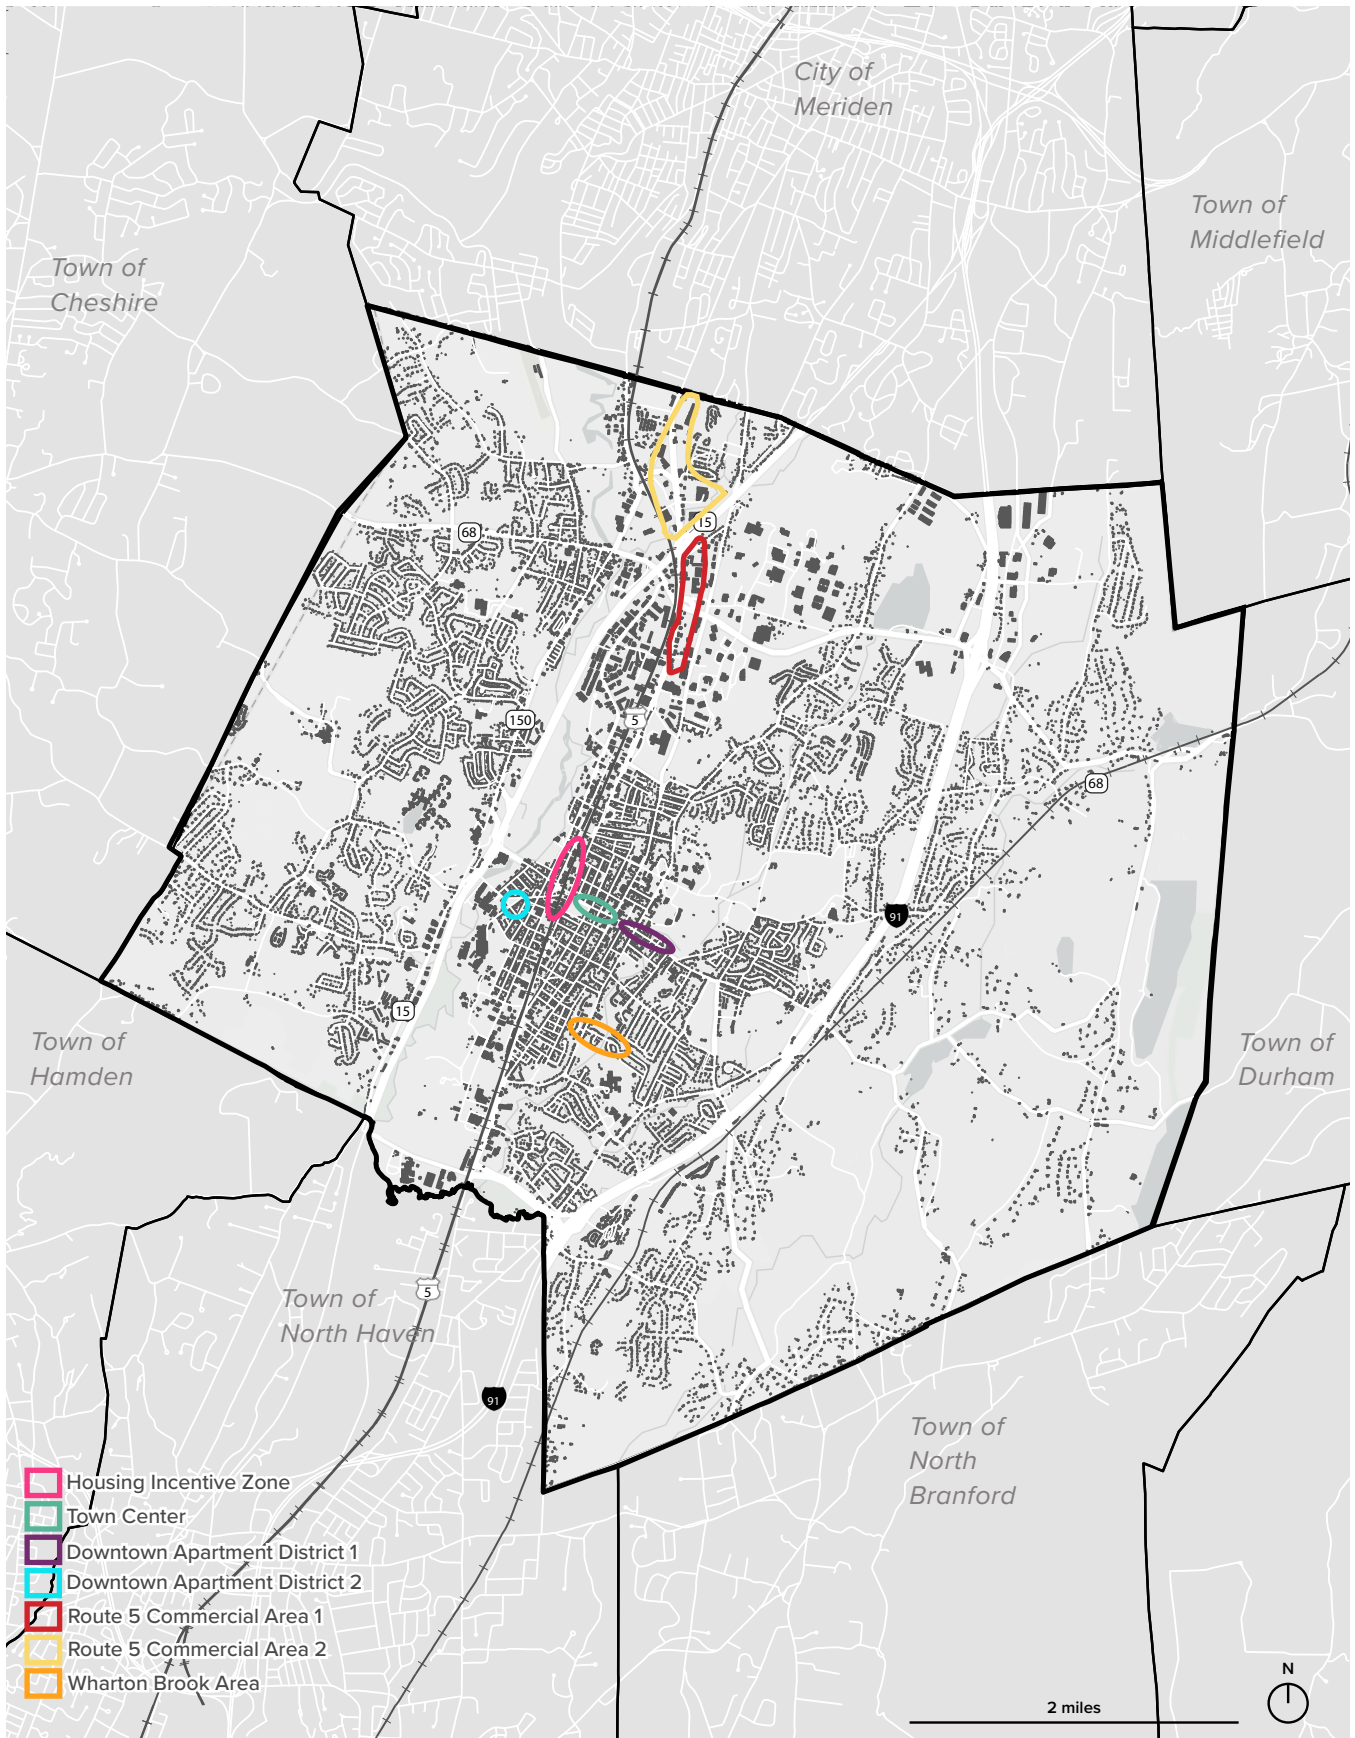 City of
Meriden
Town of
Middlefield
Town of
Cheshire
15
68
150
5
68
91
15
Town of
Hamden
Town of
Durham
Town of
North Haven
5
91
Town of
North
Branford
Housing Incentive Zone
Town Center
Downtown Apartment District 1
Downtown Apartment District 2
Route 5 Commercial Area 1
Route 5 Commercial Area 2
Wharton Brook Area
N
2 miles